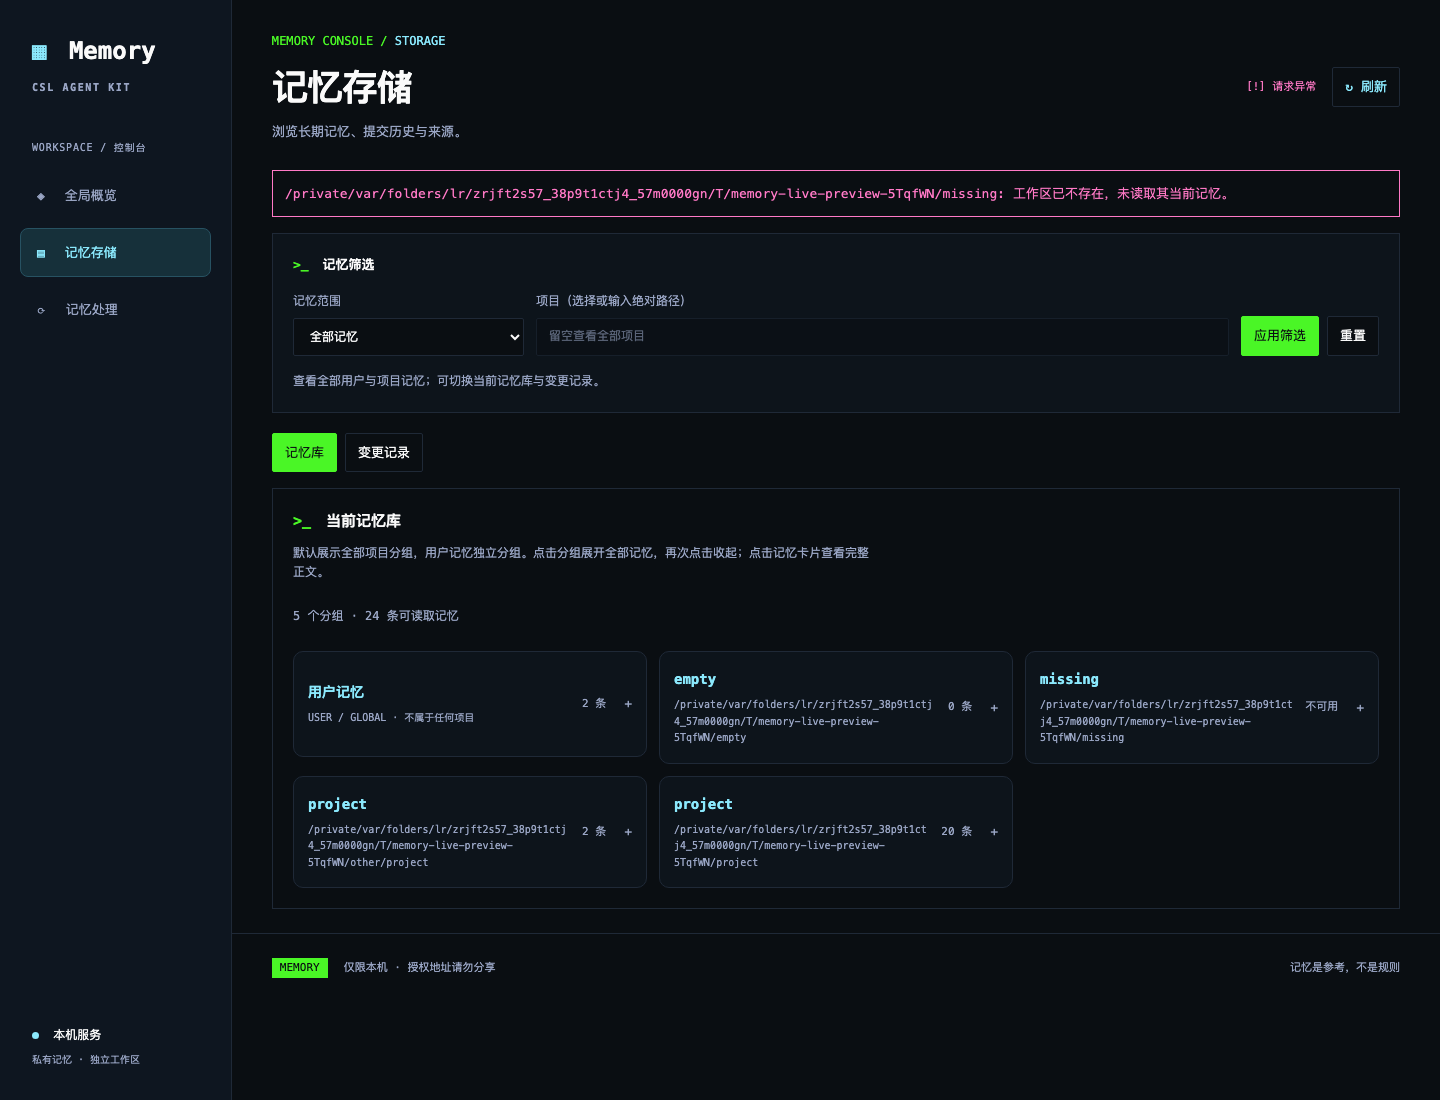 ▦ Memory
CSL AGENT KIT
WORKSPACE / 控制台
◆ 全局概览
▤ 记忆存储
⟳ 记忆处理
本机服务
私有记忆 · 独立工作区
MEMORY CONSOLE / STORAGE
记忆存储
浏览长期记忆、提交历史与来源。
[!] 请求异常
↻ 刷新
/private/var/folders/lr/zrjft2s57_38p9t1ctj4_57m0000gn/T/memory-live-preview-5TqfWN/missing: 工作区已不存在，未读取其当前记忆。
>_ 记忆筛选
记忆范围
全部记忆
项目（选择或输入绝对路径）
留空查看全部项目
应用筛选
重置
查看全部用户与项目记忆；可切换当前记忆库与变更记录。
记忆库
变更记录
>_ 当前记忆库
默认展示全部项目分组，用户记忆独立分组。点击分组展开全部记忆，再次点击收起；点击记忆卡片查看完整
正文。
5 个分组 · 24 条可读取记忆
用户记忆
USER / GLOBAL · 不属于任何项目
2 条 +
empty
/private/var/folders/lr/zrjft2s57_38p9t1ctj
4_57m0000gn/T/memory-live-preview-
5TqfWN/empty
0 条 +
missing
/private/var/folders/lr/zrjft2s57_38p9t1ct
j4_57m0000gn/T/memory-live-preview-
5TqfWN/missing
不可用 +
project
/private/var/folders/lr/zrjft2s57_38p9t1ctj
4_57m0000gn/T/memory-live-preview-
5TqfWN/other/project
2 条 +
project
/private/var/folders/lr/zrjft2s57_38p9t1ct
j4_57m0000gn/T/memory-live-preview-
5TqfWN/project
20 条 +
MEMORY
仅限本机 · 授权地址请勿分享
记忆是参考，不是规则